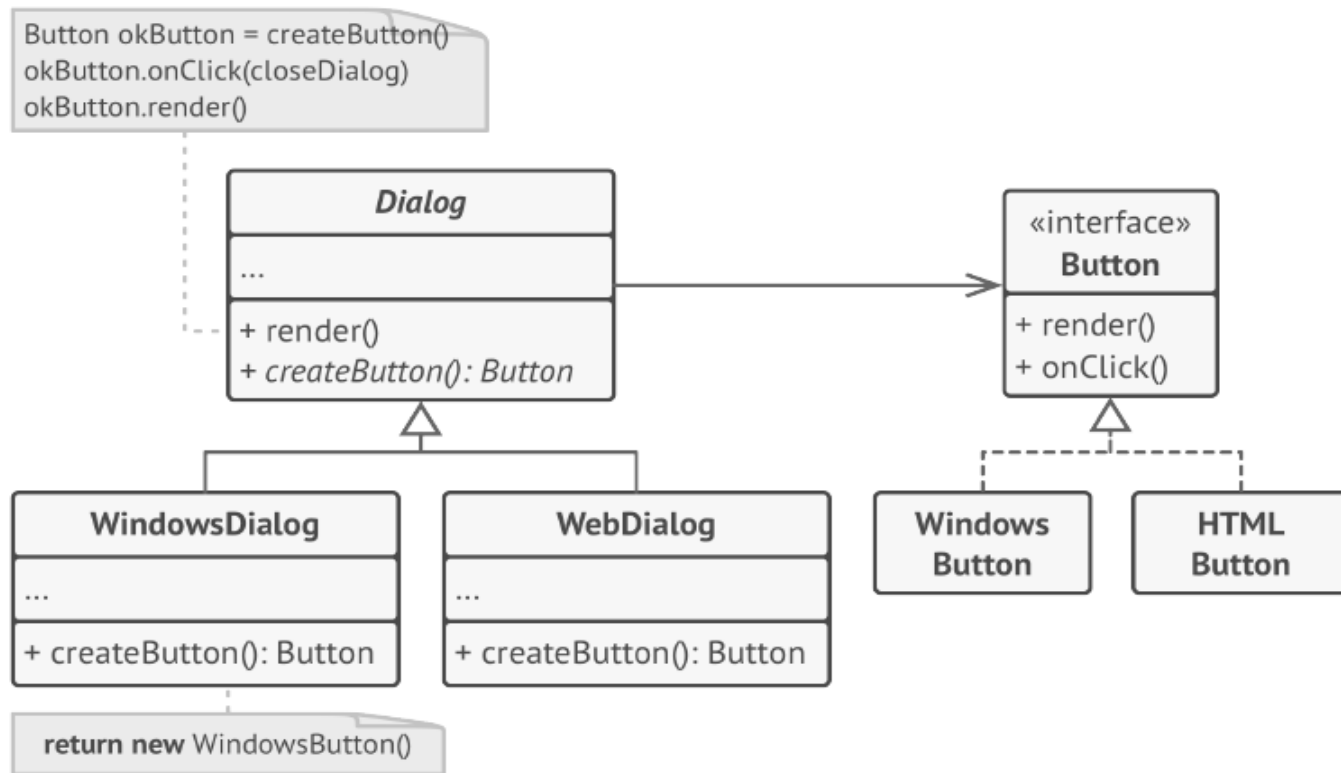 Button okButton = createButton()
okButton.onClick(closeDialog)
okButton.render()
Dialog
...
+ render()
+ createButton(): Button
«interface»
Button
+ render()
+ onClick()
WindowsDialog
...
+ createButton(): Button
WebDialog
...
+ createButton(): Button
Windows
Button
HTML
Button
return new WindowsButton()